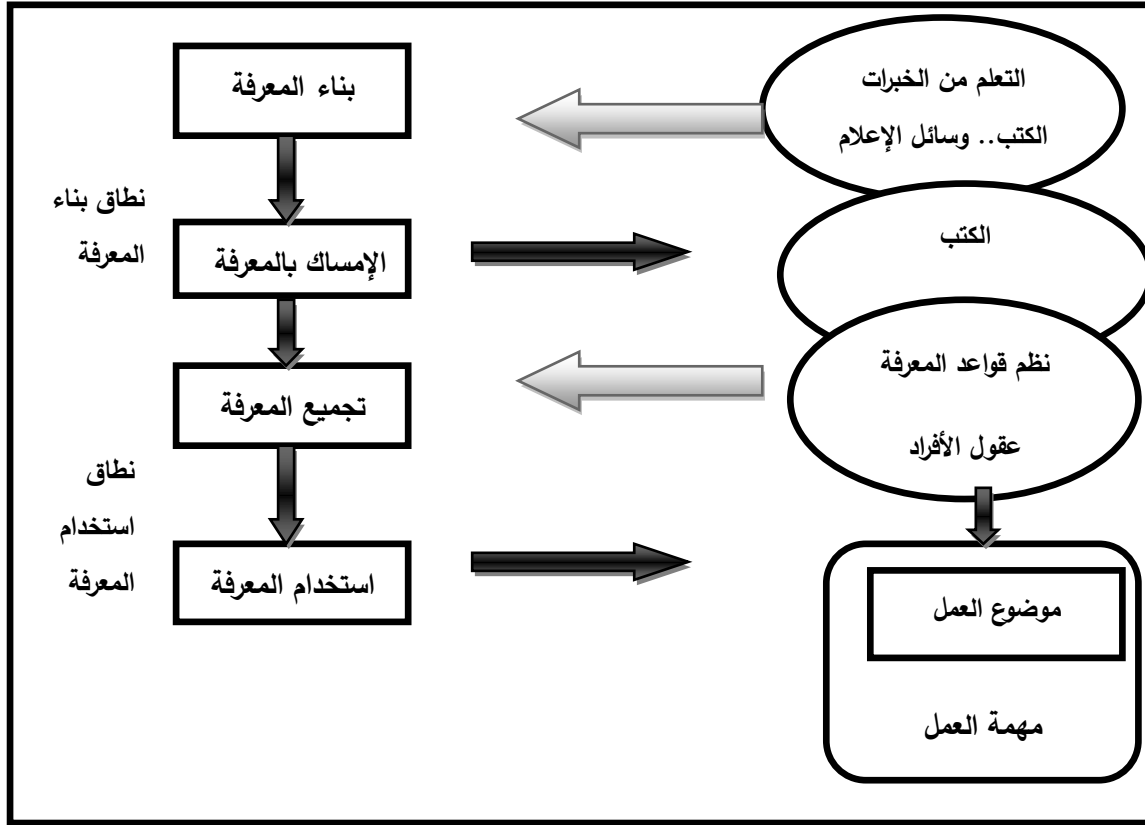 التعلم من الخبرات
الكتب.. وسائل الإعلام
بناء المعرفة
نطاق بناء
المعرفة
الكتب
الإمساك بالمعرفة
نظم قواعد المعرفة
عقول الأفراد
تجميع المعرفة
نطاق
استخدام
المعرفة
استخدام المعرفة
موضوع العمل
مهمة العمل